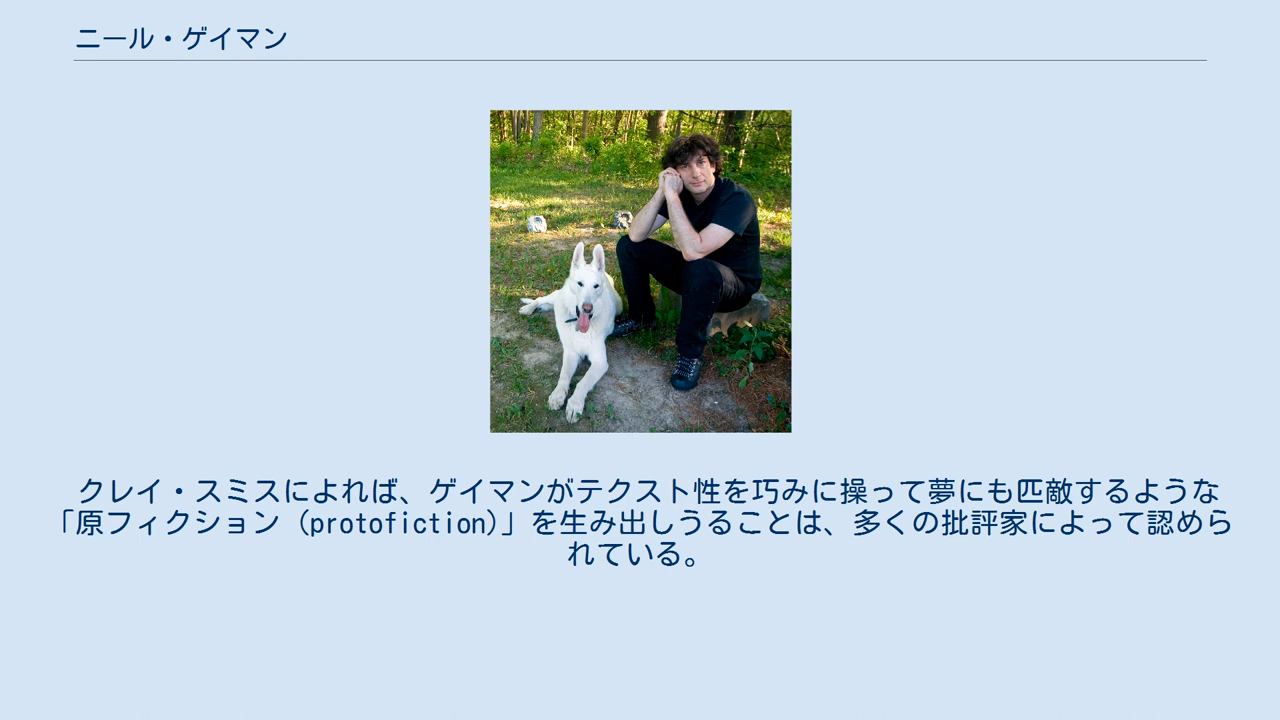 ニール・ゲイマン
クレイ・スミスによれば、ゲイマンがテクスト性を巧みに操って夢にも匹敵するような
「原フィクション (protofiction)」を生み出しうることは、多くの批評家によって認めら
れている。